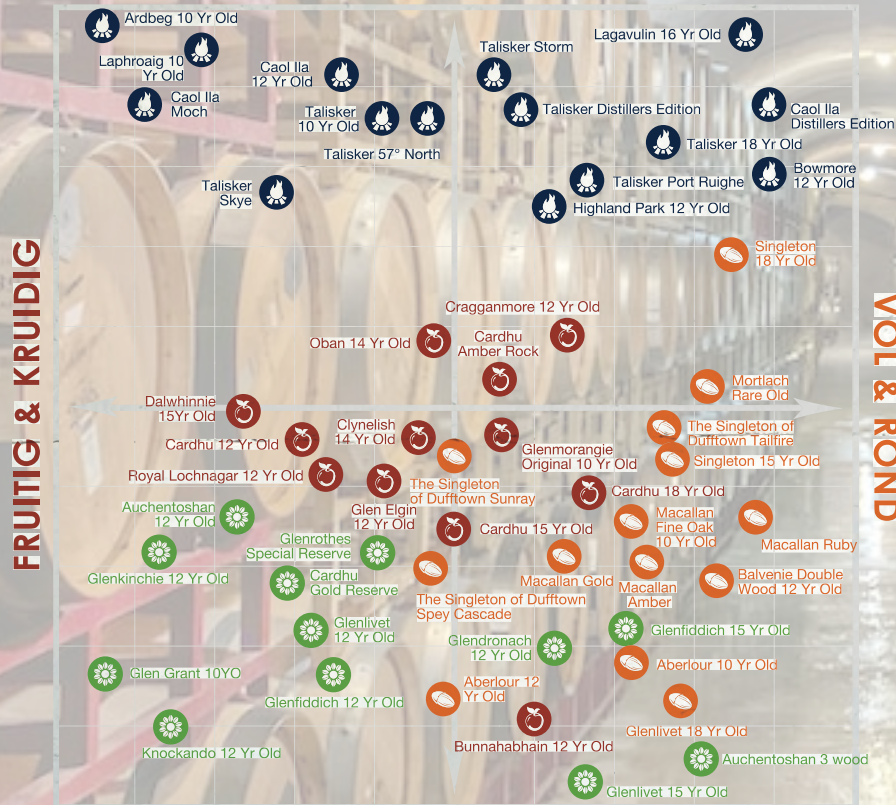 Ardbeg 10 Yr Old
Laphroaig 10
Yr Old
Caol Ila
Moch
Caol Ila
12 Yr Old
Talisker
10 Yr Old
Talisker 57° North
Talisker
Skye
Talisker Storm
Talisker Distillers Edition
Lagavulin 16 Yr Old
Caol Ila
Distillers Edition
Talisker 18 Yr Old
Bowmore
12 Yr Old
Talisker Port Ruighe
Highland Park 12 Yr Old
Singleton
18 Yr Old
FRUITIG & KRUIDIG
VOL & ROND
Cragganmore 12 Yr Old
Oban 14 Yr Old
Cardhu
Amber Rock
Mortlach
Rare Old
Dalwhinnie
15Yr Old
Cardhu 12 Yr Old
Clynelish
14 Yr Old
The Singleton of
Dufftown Tailfire
Glenmorangie
Original 10 Yr Old
Singleton 15 Yr Old
Royal Lochnagar 12 Yr Old
The Singleton
of Dufftown Sunray
Glen Elgin
12 Yr Old
Cardhu 18 Yr Old
Auchentoshan
12 Yr Old
Cardhu 15 Yr Old
Macallan
Fine Oak
10 Yr Old
Macallan Ruby
Glenrothes
Special Reserve
Glenkinchie 12 Yr Old
Cardhu
Gold Reserve
Macallan Gold
Macallan
Amber
Balvenie Double
Wood 12 Yr Old
The Singleton of Dufftown
Spey Cascade
Glenlivet
12 Yr Old
Glendronach
12 Yr Old
Glenfiddich 15 Yr Old
Glen Grant 10YO
Aberlour 10 Yr Old
Glenfiddich 12 Yr Old
Aberlour 12
Yr Old
Glenlivet 18 Yr Old
Knockando 12 Yr Old
Bunnahabhain 12 Yr Old
Auchentoshan 3 wood
Glenlivet 15 Yr Old